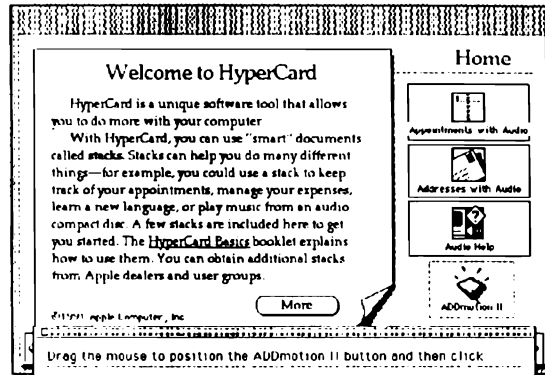 Home
Welcome to HyperCard
HyperCard is a unique software tool that allows
you to do more with your computer
With HyperCard, you can use "smart" documents
called stacks. Stacks can help you do many different
things—for example, you could use a stack to keep
track of your appointments, manage your expenses,
learn a new language, or play music from an audio
compact disc. A few stacks are included here to get
you started. The HyperCard Basics booklet explains
how to use them. You can obtain additional stacks
from Apple dealers and user groups.
More
Apple Computer, Inc
Appointments with Audio
Addresses with Audio
Audio Help
ADDmotion II
Drag the mouse to position the ADDmotion II button and then click